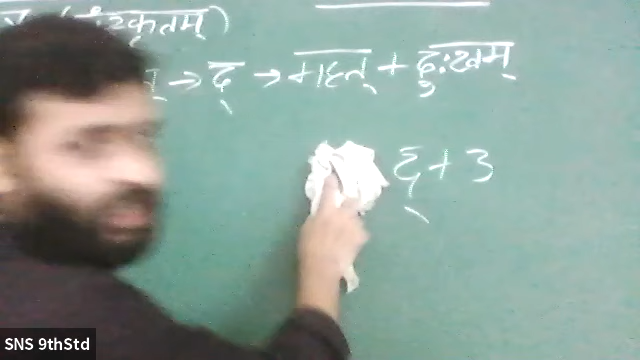 (संस्कृतम्)
त् → द् → महत् + दुःखम्
द् + उ
SNS 9thStd